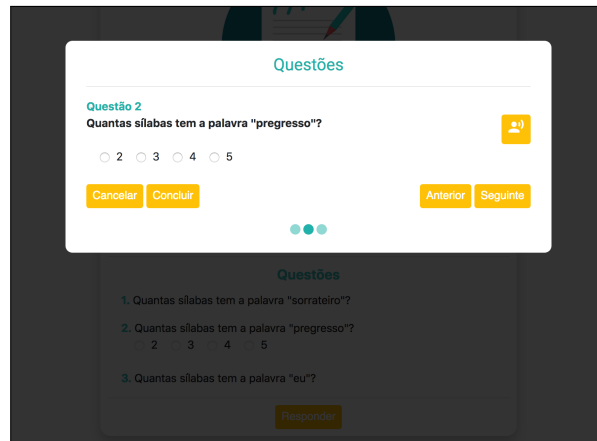 Questões
Questão 2
Quantas sílabas tem a palavra "pregresso"?
2 3 4 5
Cancelar Concluir Anterior Seguinte
Questões
1. Quantas sílabas tem a palavra "sorrateiro"?
2. Quantas sílabas tem a palavra "pregresso"?
2 3 4 5
3. Quantas sílabas tem a palavra "eu"?
Responder